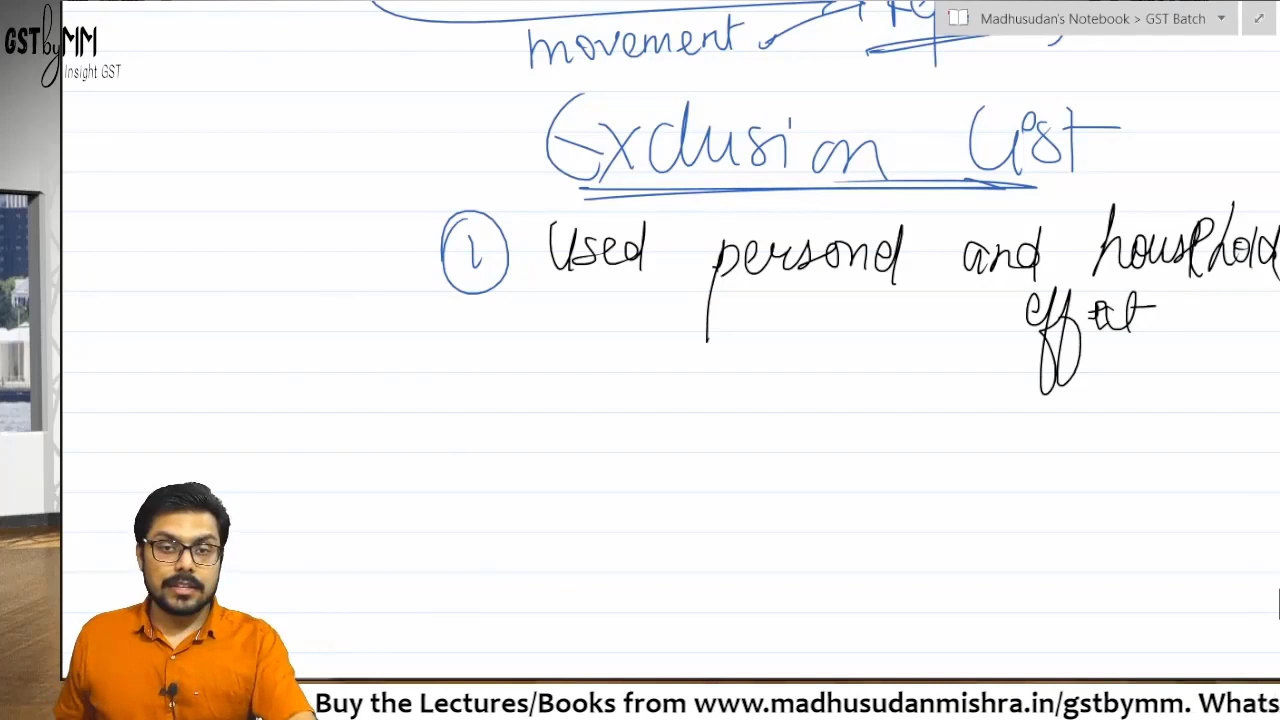 Madhusudan's Notebook > GST Batch
GST by MM
Insight GST
movement
Exclusion List
1 Used personal and household
effect
Buy the Lectures/Books from www.madhusudanmishra.in/gstbymm. Whats